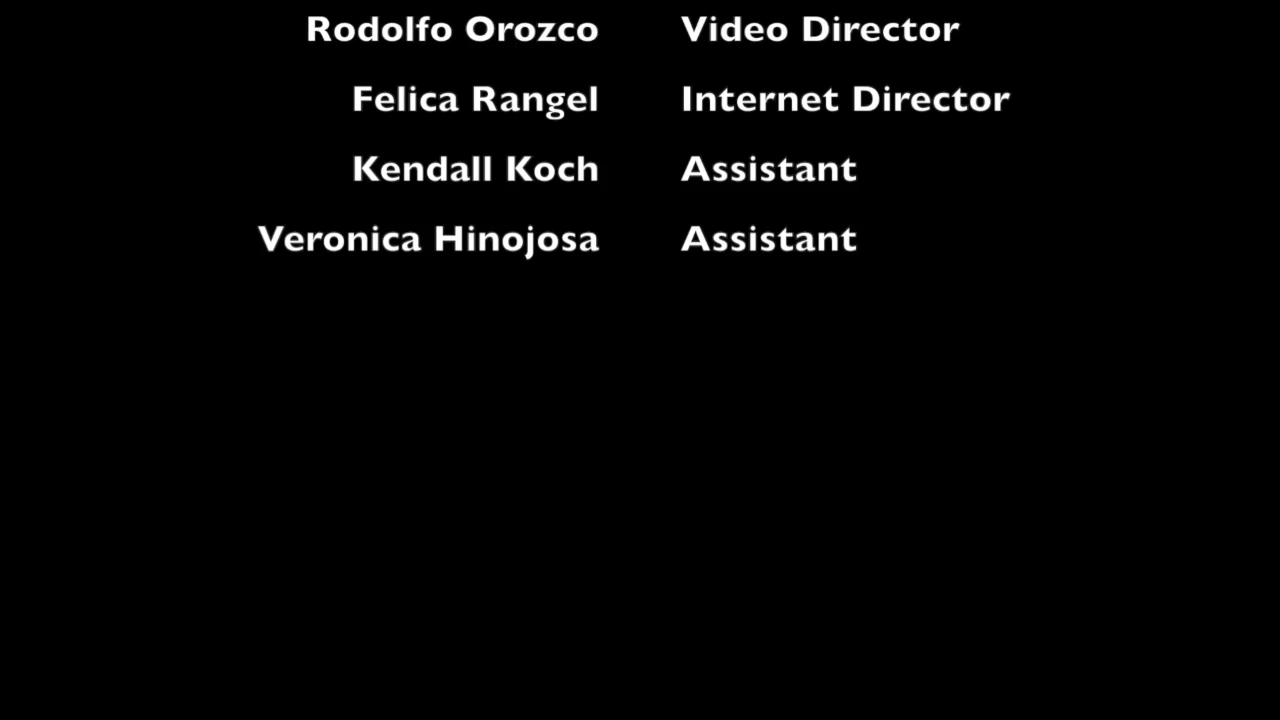 Rodolfo Orozco Video Director
Felica Rangel Internet Director
Kendall Koch Assistant
Veronica Hinojosa Assistant